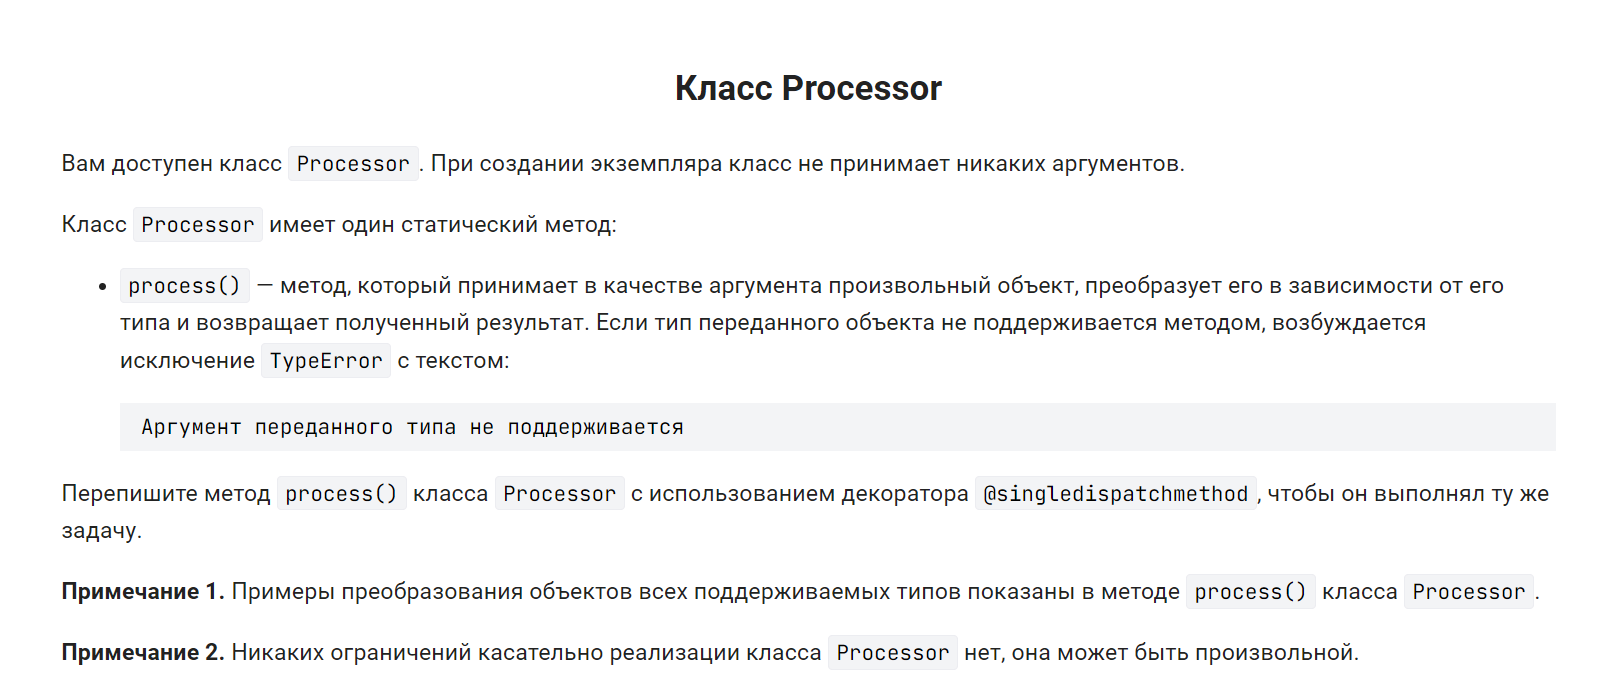 Класс Processor
Вам доступен класс Processor. При создании экземпляра класс не принимает никаких аргументов.
Класс Processor имеет один статический метод:
• process() — метод, который принимает в качестве аргумента произвольный объект, преобразует его в зависимости от его
типа и возвращает полученный результат. Если тип переданного объекта не поддерживается методом, возбуждается
исключение TypeError с текстом:
Аргумент переданного типа не поддерживается
Перепишите метод process() класса Processor с использованием декоратора @singledispatchmethod, чтобы он выполнял ту же
задачу.
Примечание 1. Примеры преобразования объектов всех поддерживаемых типов показаны в методе process() класса Processor.
Примечание 2. Никаких ограничений касательно реализации класса Processor нет, она может быть произвольной.